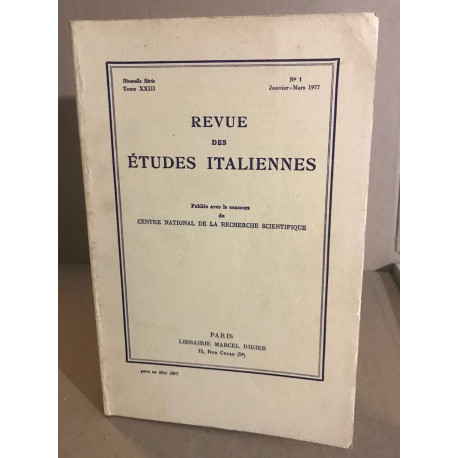 Nouvelle Série
Tome XXIII
N° 1
Janvier-Mars 1977
REVUE
DES
ÉTUDES ITALIENNES
Publiée avec le concours
du
CENTRE NATIONAL DE LA RECHERCHE SCIENTIFIQUE
PARIS
LIBRAIRIE MARCEL DIDIER
15, Rue Cujas (5e)
paru en Mai 1977